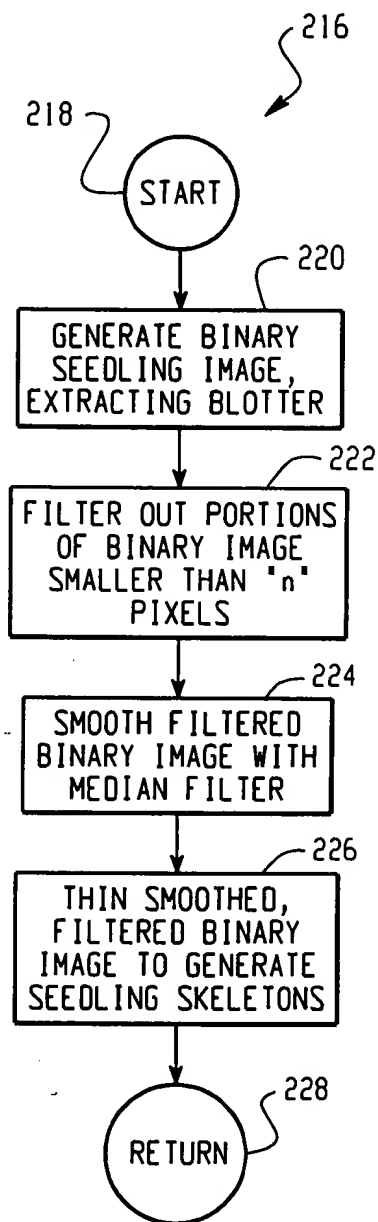 216
218
START
220
GENERATE BINARY
SEEDLING IMAGE,
EXTRACTING BLOTTER
222
FILTER OUT PORTIONS
OF BINARY IMAGE
SMALLER THAN "n"
PIXELS
224
SMOOTH FILTERED
BINARY IMAGE WITH
MEDIAN FILTER
226
THIN SMOOTHED,
FILTERED BINARY
IMAGE TO GENERATE
SEEDLING SKELETONS
228
RETURN